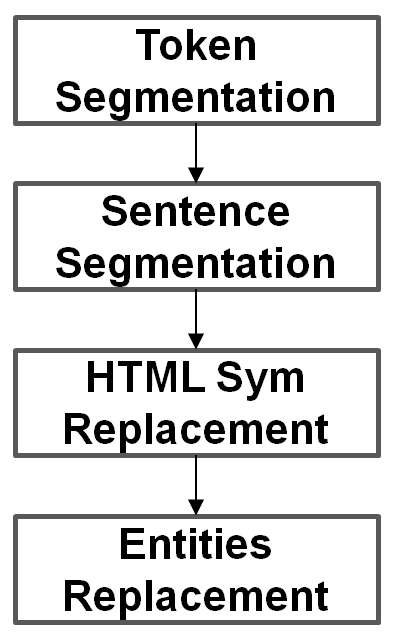 Token
Segmentation
Sentence
Segmentation
HTML Sym
Replacement
Entities
Replacement